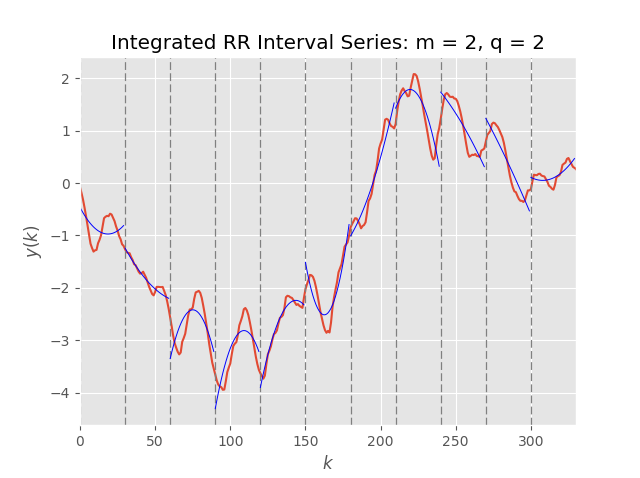 Integrated RR Interval Series: m = 2, q = 2
2
1
0
−1
−2
−3
−4
y(k)
0 50 100 150 200 250 300
k